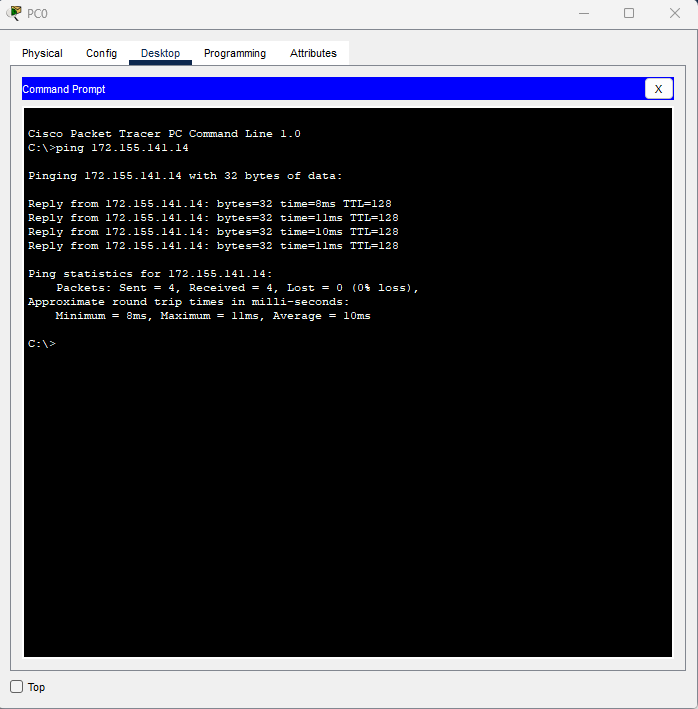 PC0
Physical Config Desktop Programming Attributes
Command Prompt X
Cisco Packet Tracer PC Command Line 1.0
C:\>ping 172.155.141.14
Pinging 172.155.141.14 with 32 bytes of data:
Reply from 172.155.141.14: bytes=32 time=8ms TTL=128
Reply from 172.155.141.14: bytes=32 time=11ms TTL=128
Reply from 172.155.141.14: bytes=32 time=10ms TTL=128
Reply from 172.155.141.14: bytes=32 time=11ms TTL=128
Ping statistics for 172.155.141.14:
    Packets: Sent = 4, Received = 4, Lost = 0 (0% loss),
Approximate round trip times in milli-seconds:
    Minimum = 8ms, Maximum = 11ms, Average = 10ms
C:\>
Top